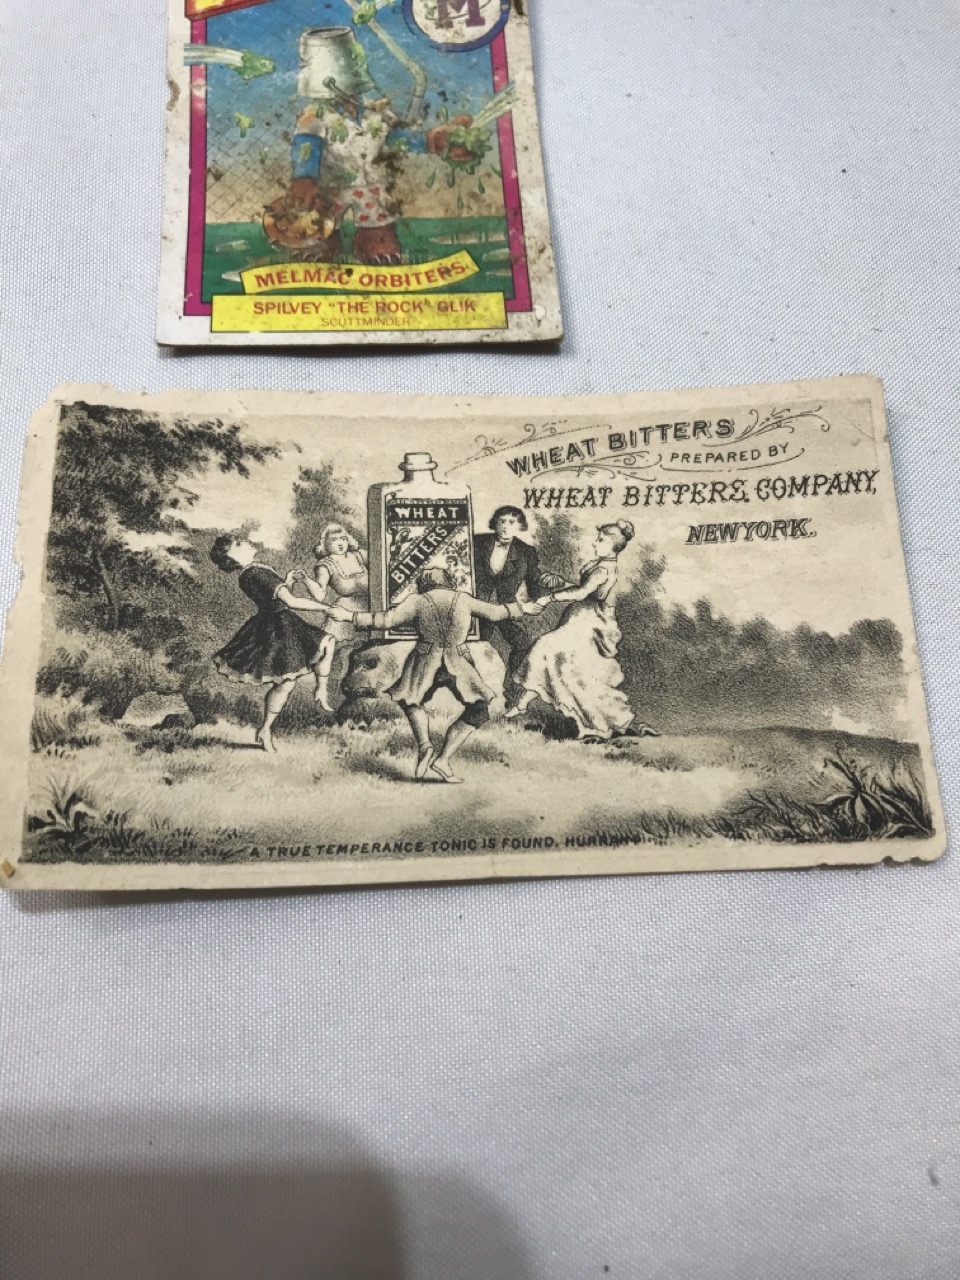 M
MELMAC ORBITERS
SPILVEY "THE ROCK" GLIK
SCUTTMINDER
WHEAT BITTERS
PREPARED BY
WHEAT BITTERS COMPANY,
NEW YORK.
WHEAT
BITTERS
A TRUE TEMPERANCE TONIC IS FOUND. HURRAH